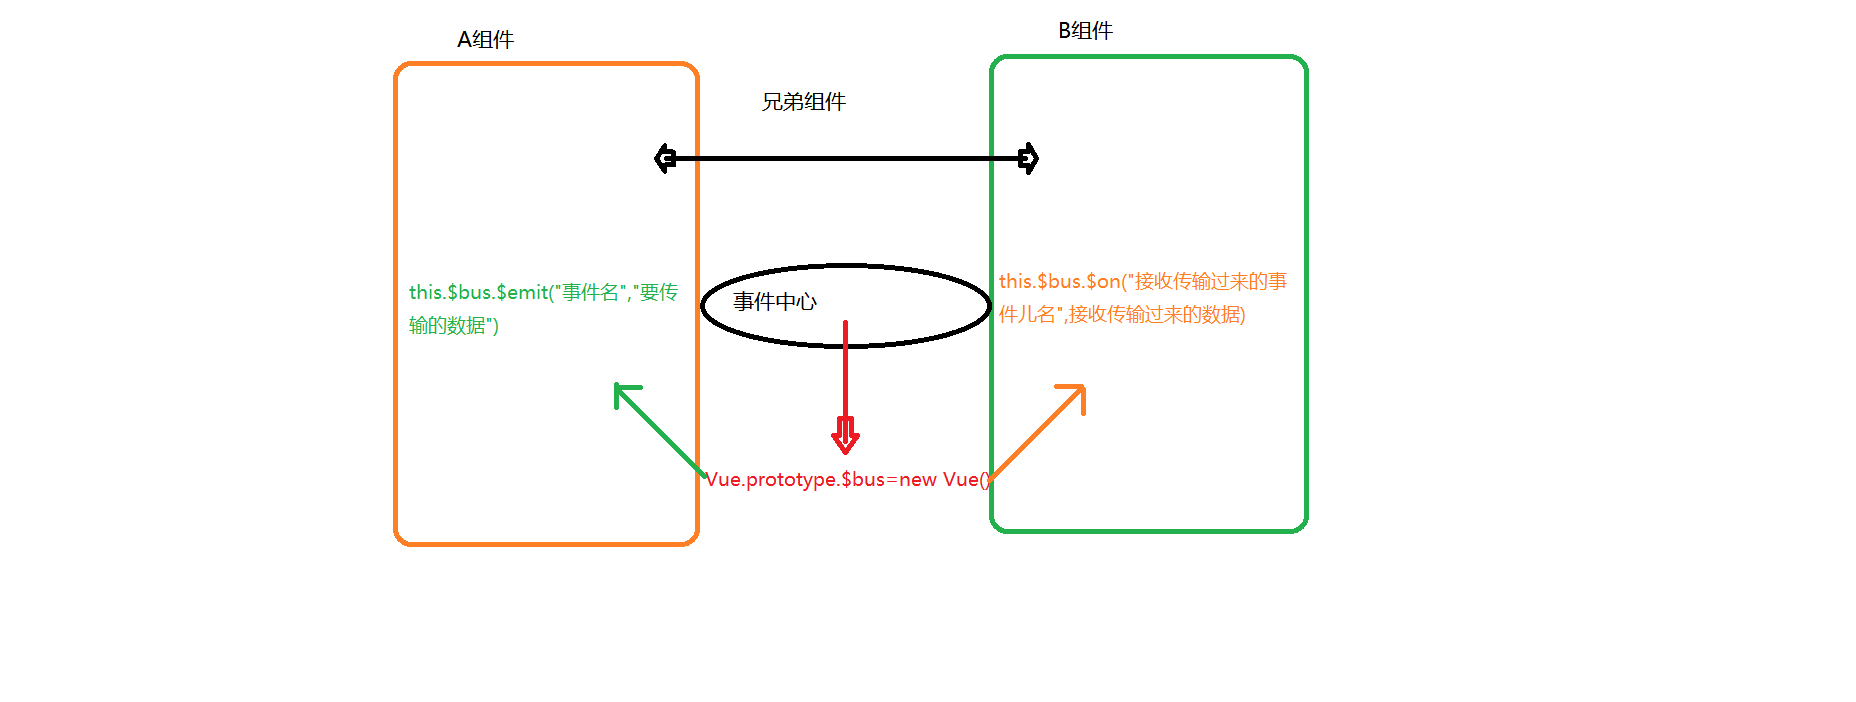 A组件
B组件
兄弟组件
this.$bus.$emit("事件名","要传
输的数据")
事件中心
this.$bus.$on("接收传输过来的事
件儿名",接收传输过来的数据)
Vue.prototype.$bus=new Vue()